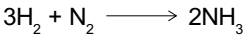 3H₂ + N₂ ⟶ 2NH₃